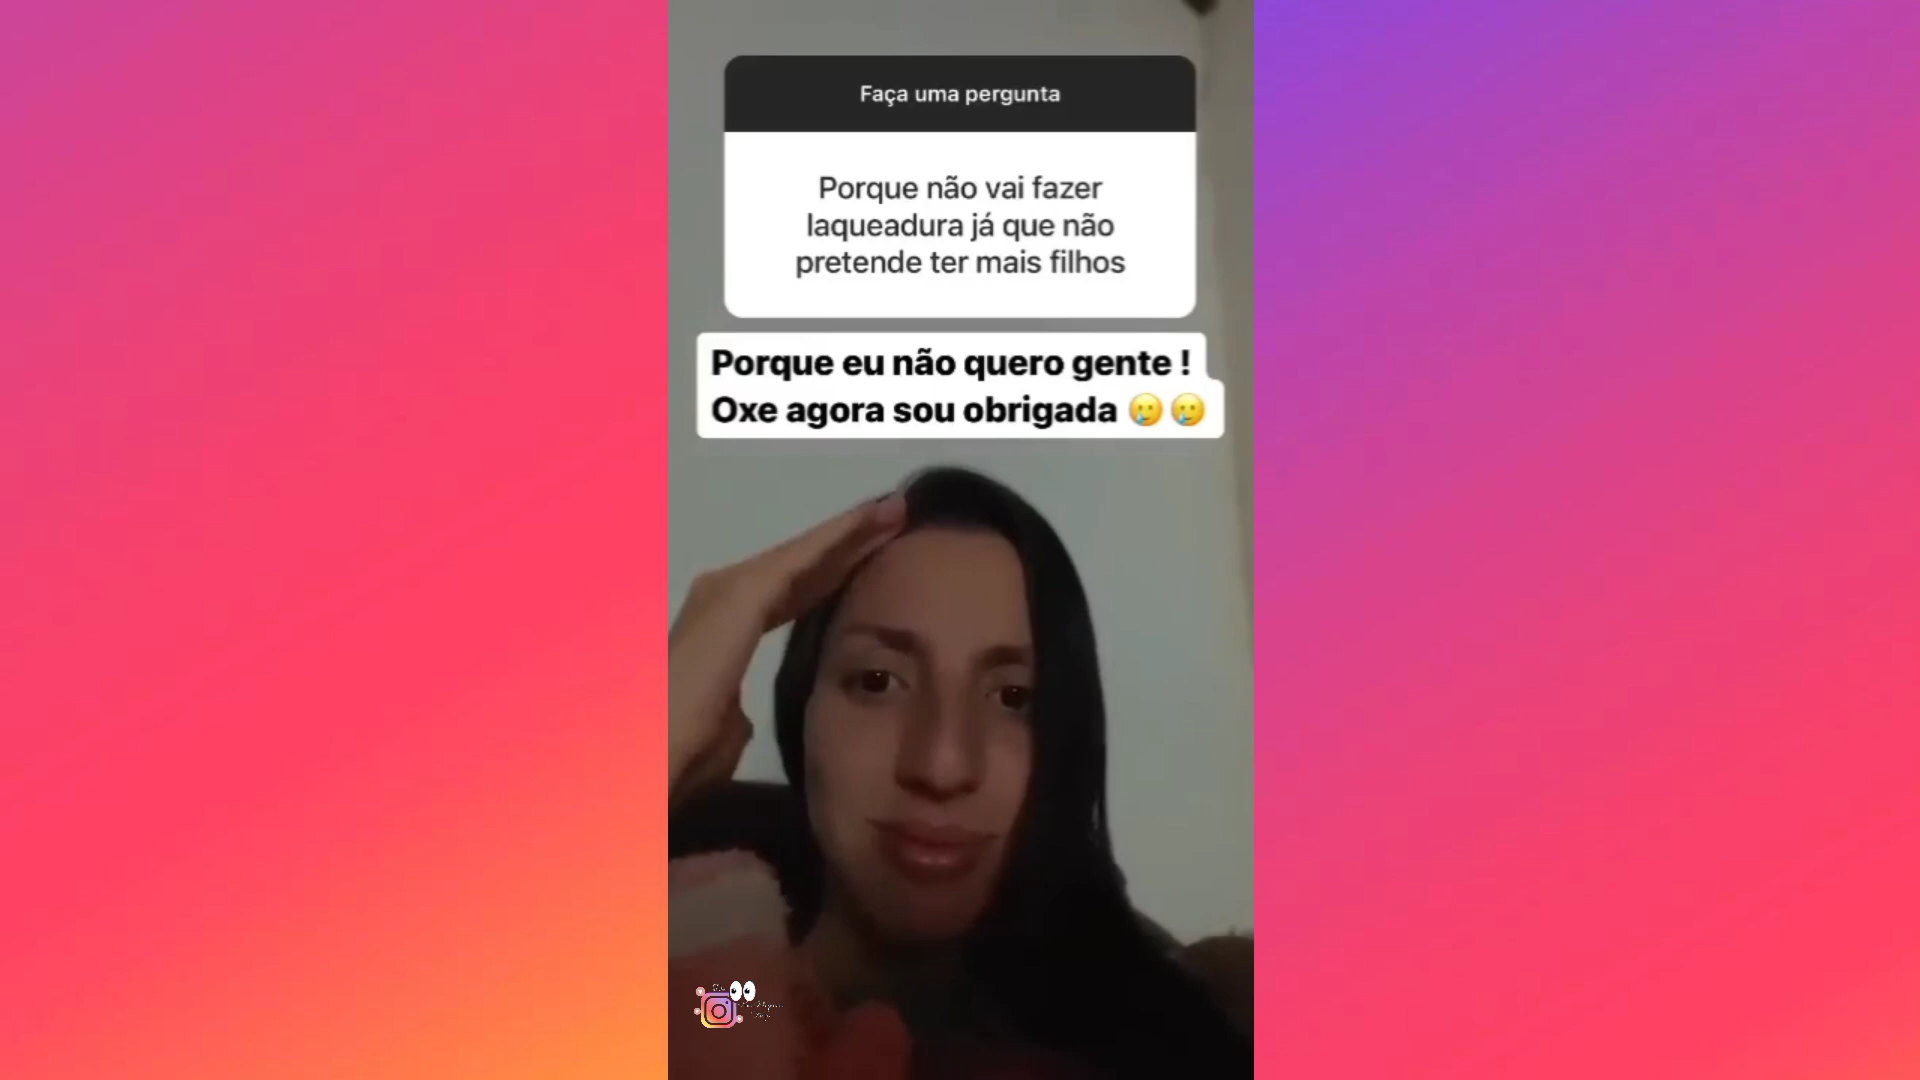 Faça uma pergunta
Porque não vai fazer
laqueadura já que não
pretende ter mais filhos
Porque eu não quero gente !
Oxe agora sou obrigada 🥲🥲